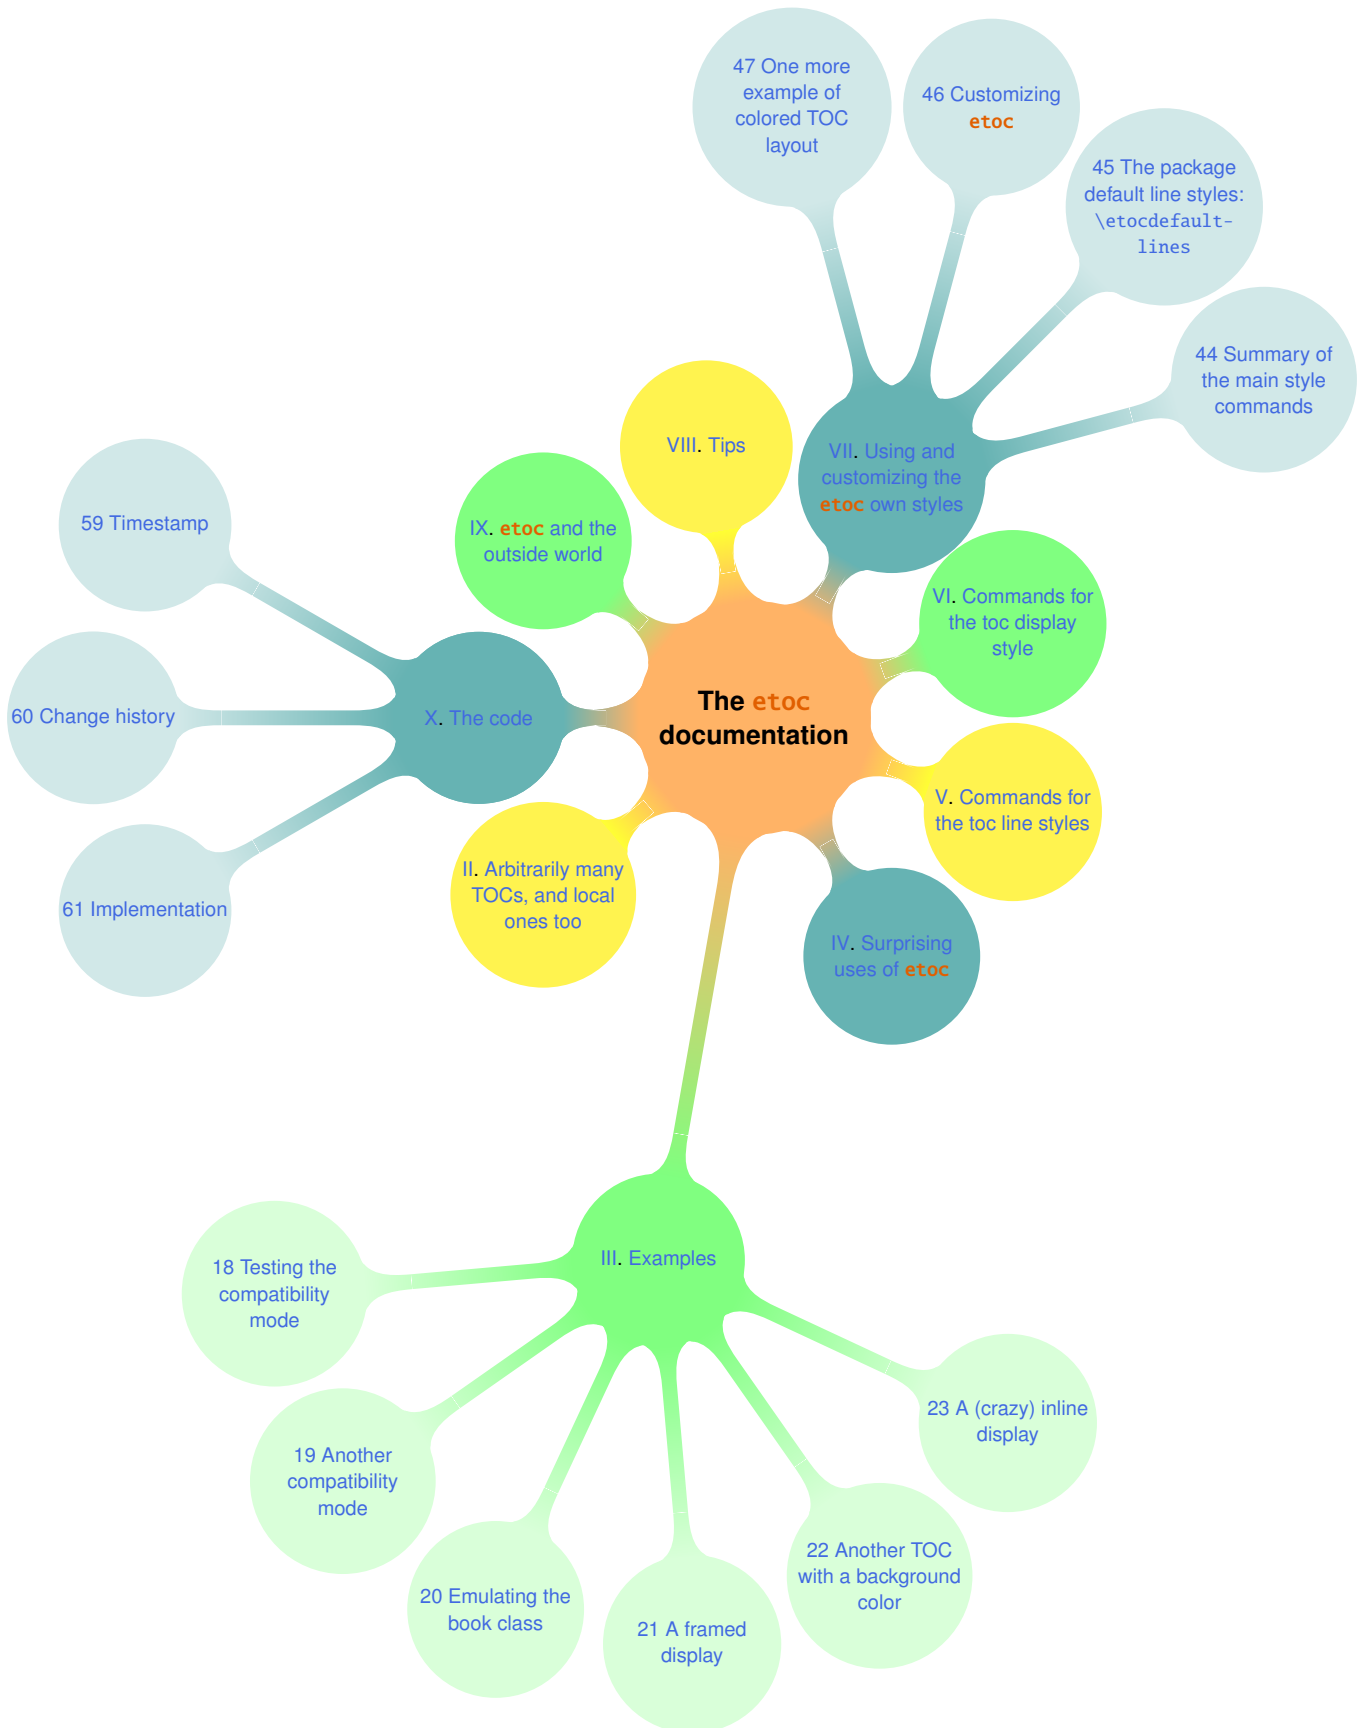 47 One more
example of
colored TOC
layout
46 Customizing
etoc
45 The package
default line styles:
\etocdefault-
lines
44 Summary of
the main style
commands
VIII. Tips
VII. Using and
customizing the
etoc own styles
59 Timestamp
IX. etoc and the
outside world
VI. Commands for
the toc display
style
60 Change history
X. The code
The etoc
documentation
V. Commands for
the toc line styles
61 Implementation
II. Arbitrarily many
TOCs, and local
ones too
IV. Surprising
uses of etoc
III. Examples
18 Testing the
compatibility
mode
19 Another
compatibility
mode
20 Emulating the
book class
21 A framed
display
22 Another TOC
with a background
color
23 A (crazy) inline
display